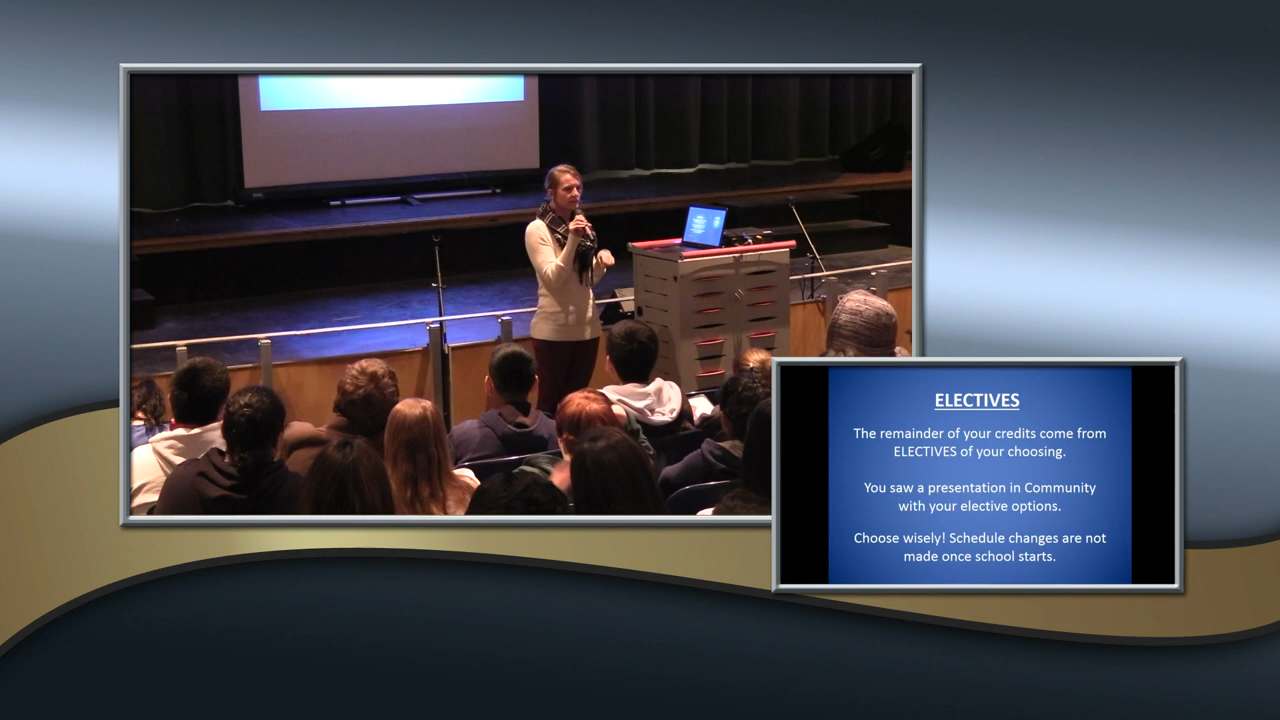 ELECTIVES
The remainder of your credits come from
ELECTIVES of your choosing.
You saw a presentation in Community
with your elective options.
Choose wisely! Schedule changes are not
made once school starts.